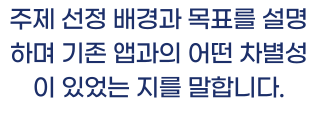 주제 선정 배경과 목표를 설명
하며 기존 앱과의 어떤 차별성
이 있었는 지를 말합니다.